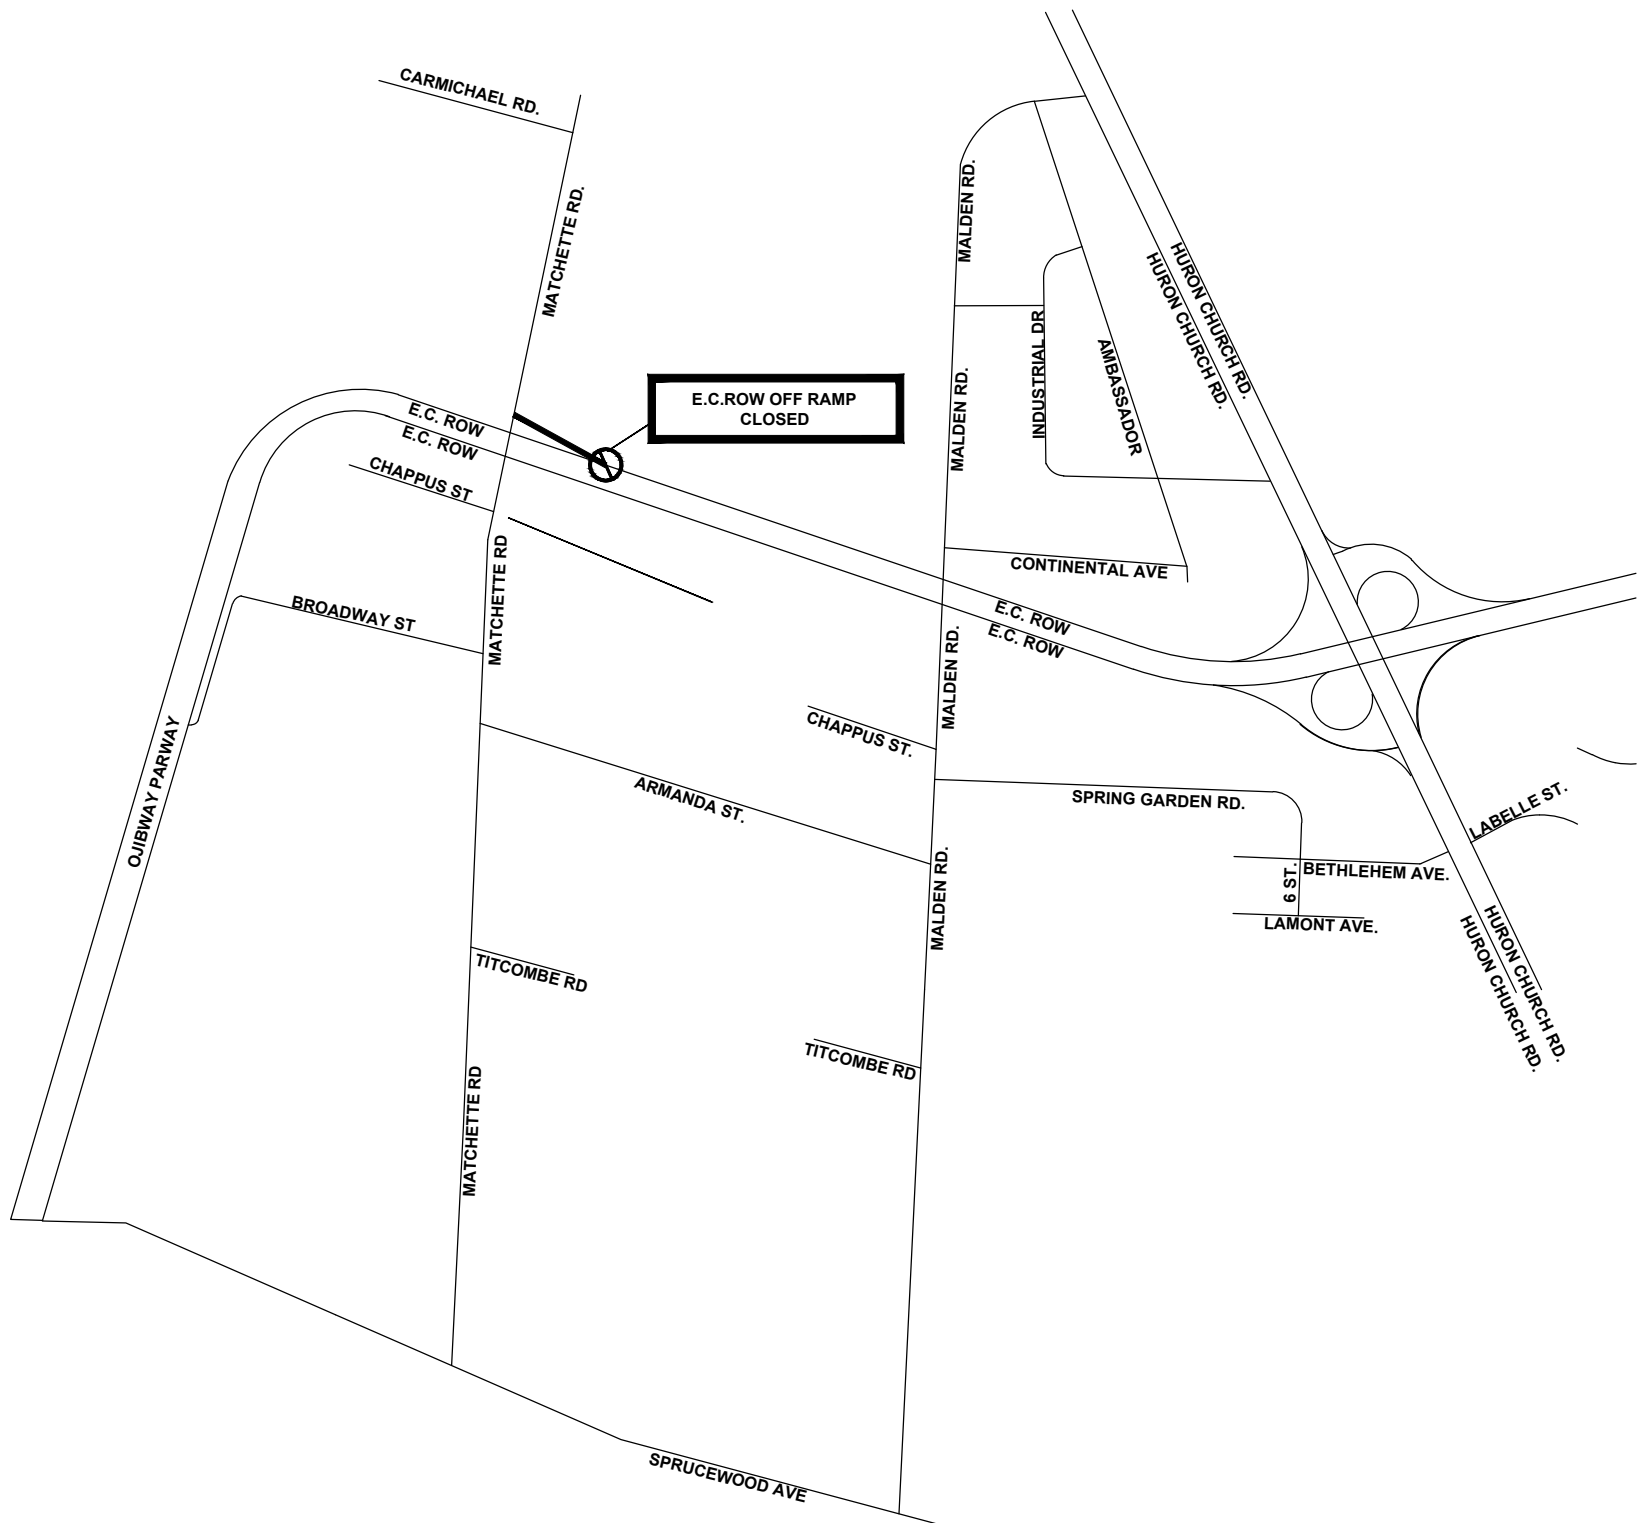 CARMICHAEL RD.
MATCHETTE RD.
MALDEN RD.
HURON CHURCH RD.
HURON CHURCH RD.
INDUSTRIAL DR
AMBASSADOR
MALDEN RD.
E.C.ROW OFF RAMP
CLOSED
E.C. ROW
E.C. ROW
CHAPPUS ST
MATCHETTE RD
CONTINENTAL AVE
BROADWAY ST
E.C. ROW
E.C. ROW
MALDEN RD.
CHAPPUS ST.
OJIBWAY PARWAY
ARMANDA ST.
SPRING GARDEN RD.
LABELLE ST.
BETHLEHEM AVE.
6 ST.
LAMONT AVE.
MALDEN RD.
HURON CHURCH RD.
HURON CHURCH RD.
TITCOMBE RD
TITCOMBE RD
MATCHETTE RD
SPRUCEWOOD AVE